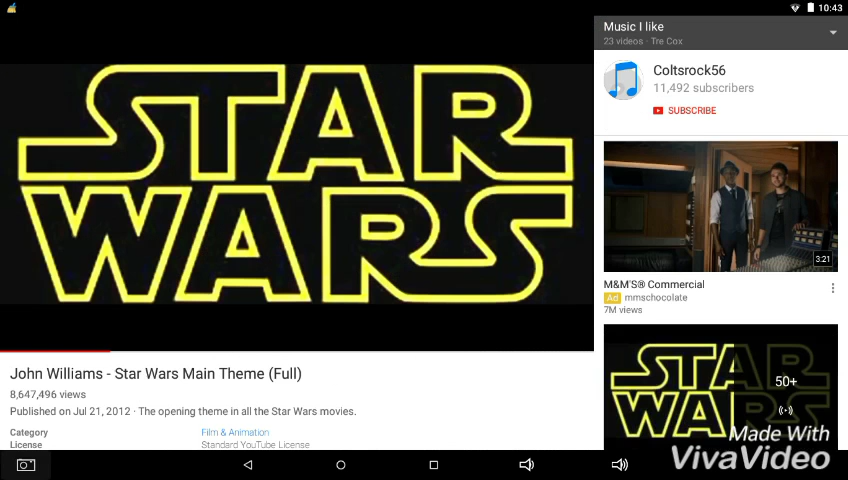 10:43
STAR
WARS
John Williams - Star Wars Main Theme (Full)
8,647,496 views
Published on Jul 21, 2012 · The opening theme in all the Star Wars movies.
Category Film & Animation
License Standard YouTube License
Music I like
23 videos · Tre Cox
Coltsrock56
11,492 subscribers
SUBSCRIBE
3:21
M&M'S® Commercial
Ad mmschocolate
7M views
STAR
WAR
50+
Made With
VivaVideo